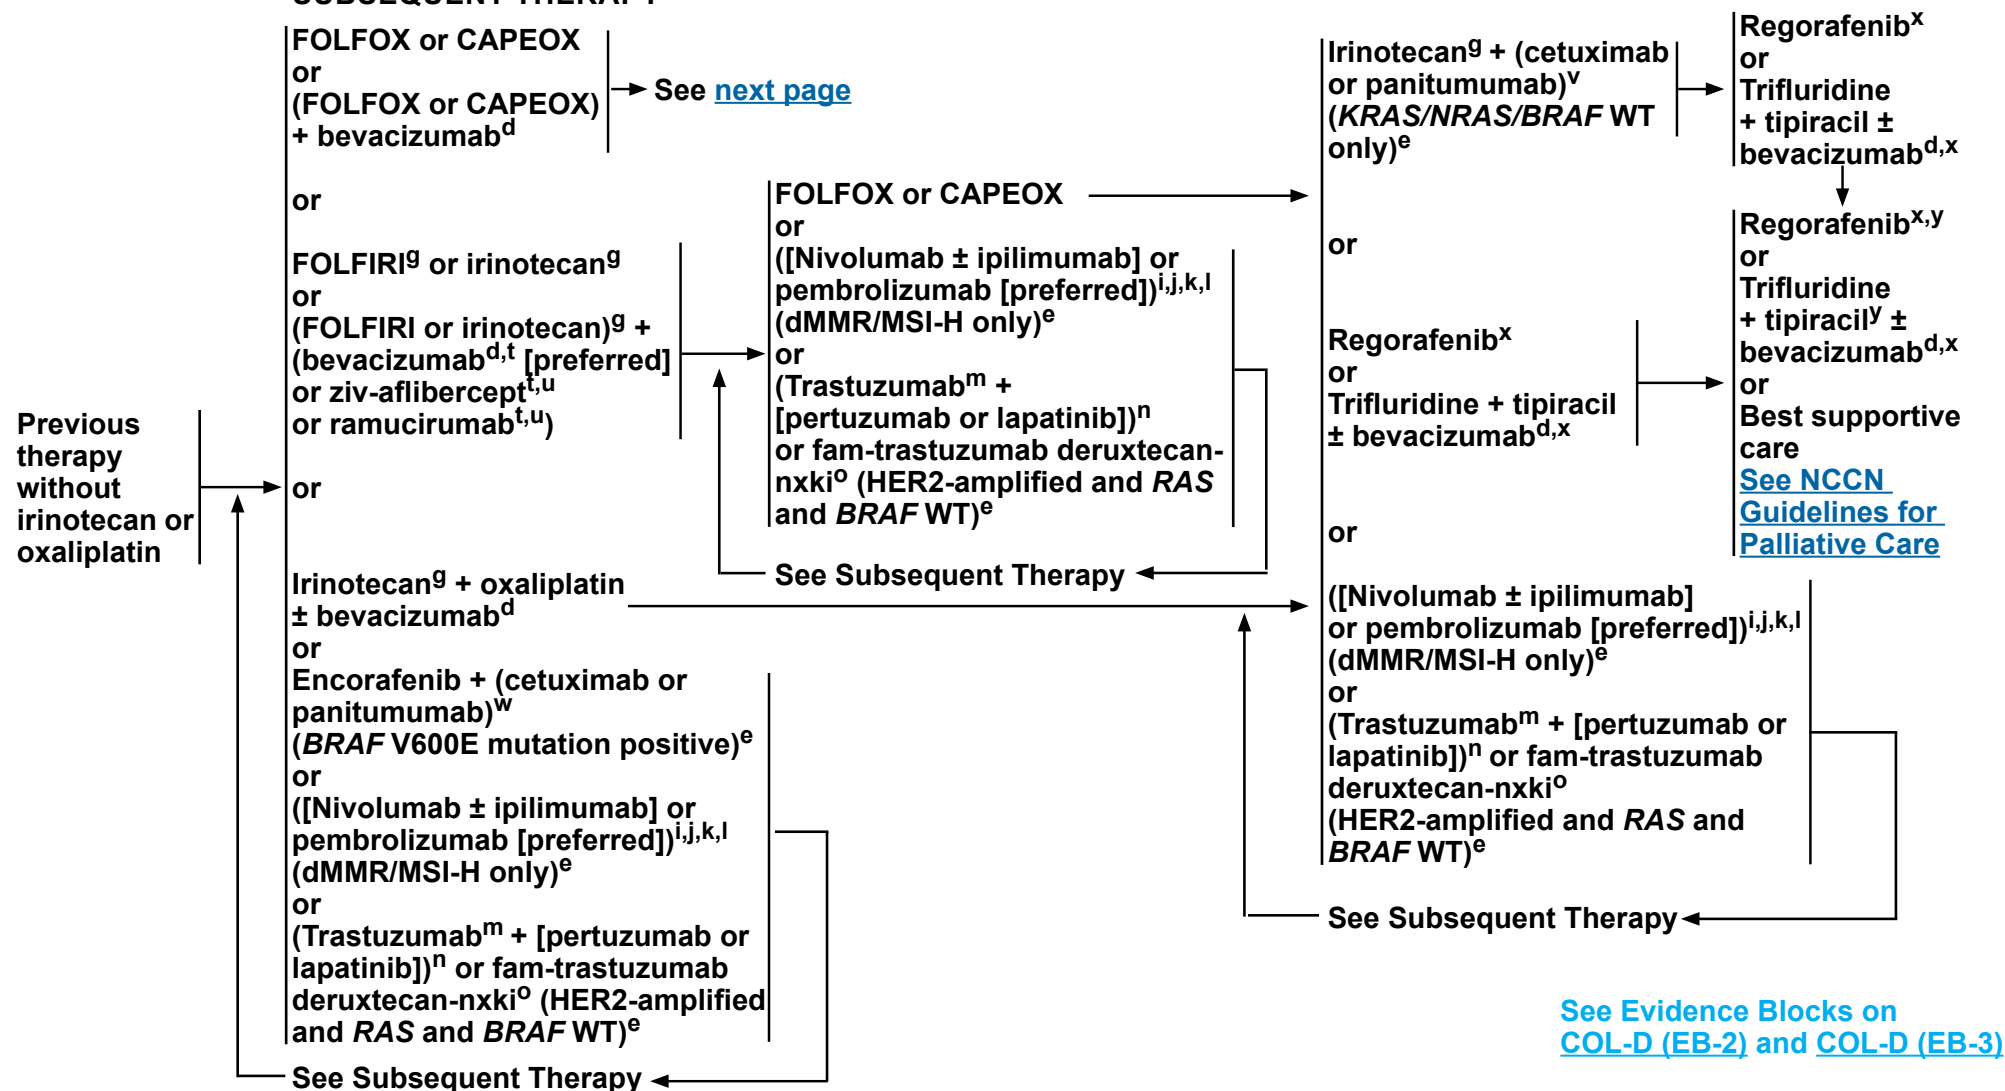 SUBSEQUENT THERAPY
Previous
therapy
without
irinotecan or
oxaliplatin
FOLFOX or CAPEOX
or
(FOLFOX or CAPEOX)
+ bevacizumabd
See next page
or
FOLFIRIg or irinotecang
or
(FOLFIRI or irinotecan)g +
(bevacizumabd,t [preferred]
or ziv-afliberceptt,u
or ramucirumabt,u)
or
Irinotecang + oxaliplatin
± bevacizumabd
or
Encorafenib + (cetuximab or
panitumumab)w
(BRAF V600E mutation positive)e
or
([Nivolumab ± ipilimumab] or
pembrolizumab [preferred])i,j,k,l
(dMMR/MSI-H only)e
or
(Trastuzumabm + [pertuzumab or
lapatinib])n or fam-trastuzumab
deruxtecan-nxkio (HER2-amplified
and RAS and BRAF WT)e
See Subsequent Therapy
FOLFOX or CAPEOX
or
([Nivolumab ± ipilimumab] or
pembrolizumab [preferred])i,j,k,l
(dMMR/MSI-H only)e
or
(Trastuzumabm +
[pertuzumab or lapatinib])n
or fam-trastuzumab deruxtecan-
nxkio (HER2-amplified and RAS
and BRAF WT)e
See Subsequent Therapy
Irinotecang + (cetuximab
or panitumumab)v
(KRAS/NRAS/BRAF WT
only)e
or
Regorafenibx
or
Trifluridine + tipiracil
± bevacizumabd,x
or
([Nivolumab ± ipilimumab]
or pembrolizumab [preferred])i,j,k,l
(dMMR/MSI-H only)e
or
(Trastuzumabm + [pertuzumab or
lapatinib])n or fam-trastuzumab
deruxtecan-nxkio
(HER2-amplified and RAS and
BRAF WT)e
See Subsequent Therapy
Regorafenibx
or
Trifluridine
+ tipiracil ±
bevacizumabd,x
Regorafenibx,y
or
Trifluridine
+ tipiracily ±
bevacizumabd,x
or
Best supportive
care
See NCCN
Guidelines for
Palliative Care
See Evidence Blocks on
COL-D (EB-2) and COL-D (EB-3)